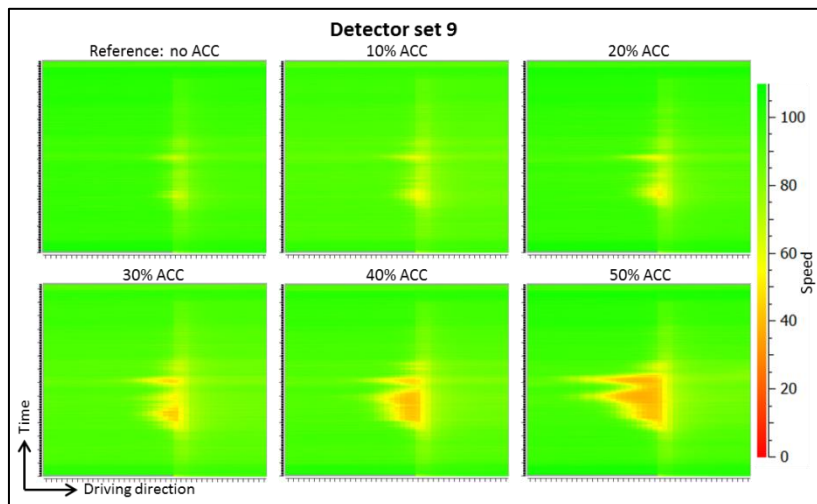 Detector set 9
Reference: no ACC
10% ACC
20% ACC
30% ACC
40% ACC
50% ACC
100
80
60
40
20
0
Speed
Time
Driving direction